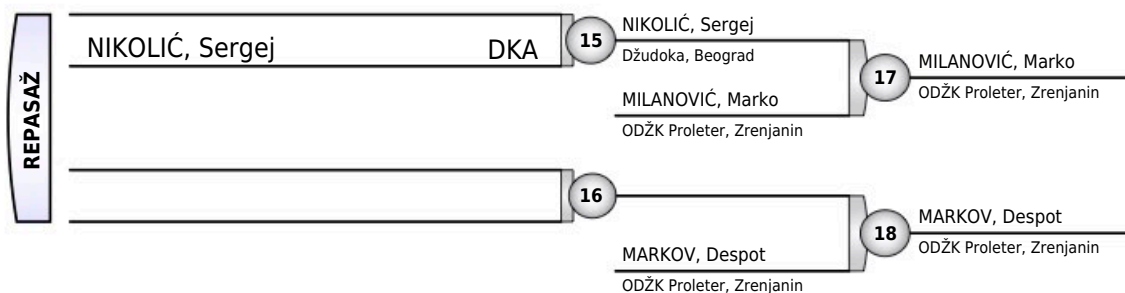 REPASAŽ
NIKOLIĆ, Sergej DKA
15
NIKOLIĆ, Sergej
Džudoka, Beograd
MILANOVIĆ, Marko
ODŽK Proleter, Zrenjanin
17
MILANOVIĆ, Marko
ODŽK Proleter, Zrenjanin
16
MARKOV, Despot
ODŽK Proleter, Zrenjanin
18
MARKOV, Despot
ODŽK Proleter, Zrenjanin